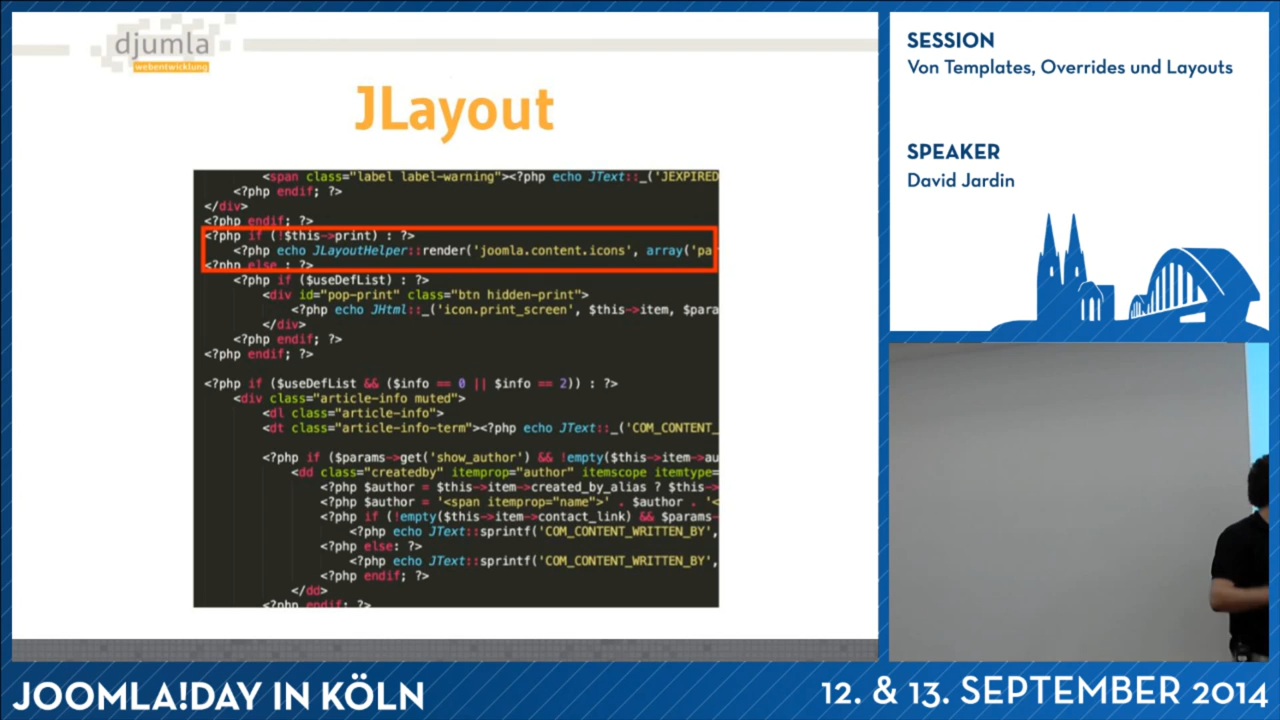 djumla
webentwicklung
JLayout
<span class="label label-warning"><?php echo JText::_('JEXPIRED
<?php endif; ?>
</div>
<?php endif; ?>
<?php if (!$this->print) : ?>
<?php echo JLayoutHelper::render('joomla.content.icons', array('pa
<?php else : ?>
<?php if ($useDefList) : ?>
<div id="pop-print" class="btn hidden-print">
<?php echo JHtml::_('icon.print_screen', $this->item, $para
</div>
<?php endif; ?>
<?php endif; ?>
<?php if ($useDefList && ($info == 0 || $info == 2)) : ?>
<div class="article-info muted">
<dl class="article-info">
<dt class="article-info-term"><?php echo JText::_('COM_CONTENT_
<?php if ($params->get('show_author') && !empty($this->item->au
<dd class="createdby" itemprop="author" itemscope itemtype=
<?php $author = $this->item->created_by_alias ? $this->
<?php $author = '<span itemprop="name">' . $author . '<
<?php if (!empty($this->item->contact_link) && $params-
<?php echo JText::sprintf('COM_CONTENT_WRITTEN_BY',
<?php else: ?>
<?php echo JText::sprintf('COM_CONTENT_WRITTEN_BY',
<?php endif; ?>
</dd>
<?php endif; ?>
SESSION
Von Templates, Overrides und Layouts
SPEAKER
David Jardin
JOOMLA!DAY IN KÖLN
12. & 13. SEPTEMBER 2014